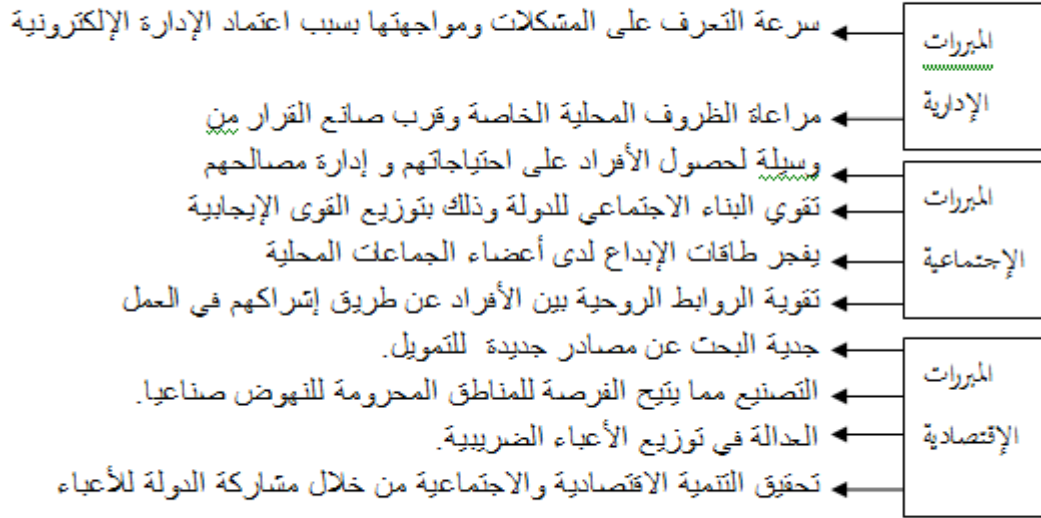 المبررات
الإدارية
سرعة التعرف على المشكلات ومواجهتها بسبب اعتماد الإدارة الإلكترونية
مراعاة الظروف المحلية الخاصة وقرب صانع القرار من
المبررات
الإجتماعية
وسيلة لحصول الأفراد على احتياجاتهم و إدارة مصالحهم
تقوي البناء الاجتماعي للدولة وذلك بتوزيع القوى الإيجابية
يفجر طاقات الإبداع لدى أعضاء الجماعات المحلية
تقوية الروابط الروحية بين الأفراد عن طريق إشراكهم في العمل
المبررات
الإقتصادية
جدية البحث عن مصادر جديدة للتمويل.
التصنيع مما يتيح الفرصة للمناطق المحرومة للنهوض صناعيا.
العدالة في توزيع الأعباء الضريبية.
تحقيق التنمية الاقتصادية والاجتماعية من خلال مشاركة الدولة للأعباء